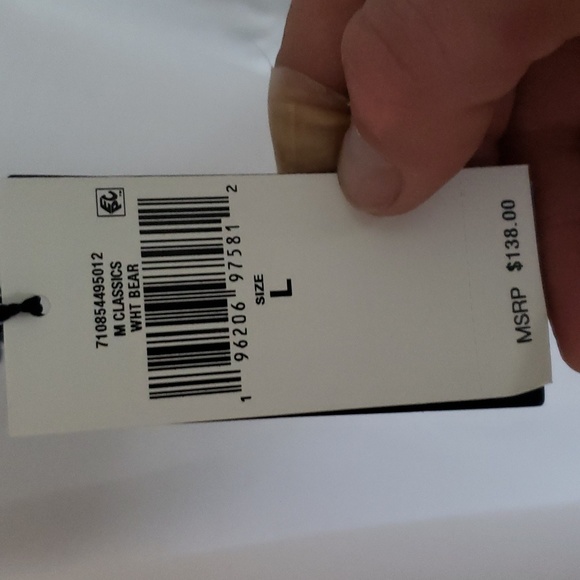 710854495012
M CLASSICS
WHT BEAR
1 96206 97581 2
SIZE
L
MSRP $138.00